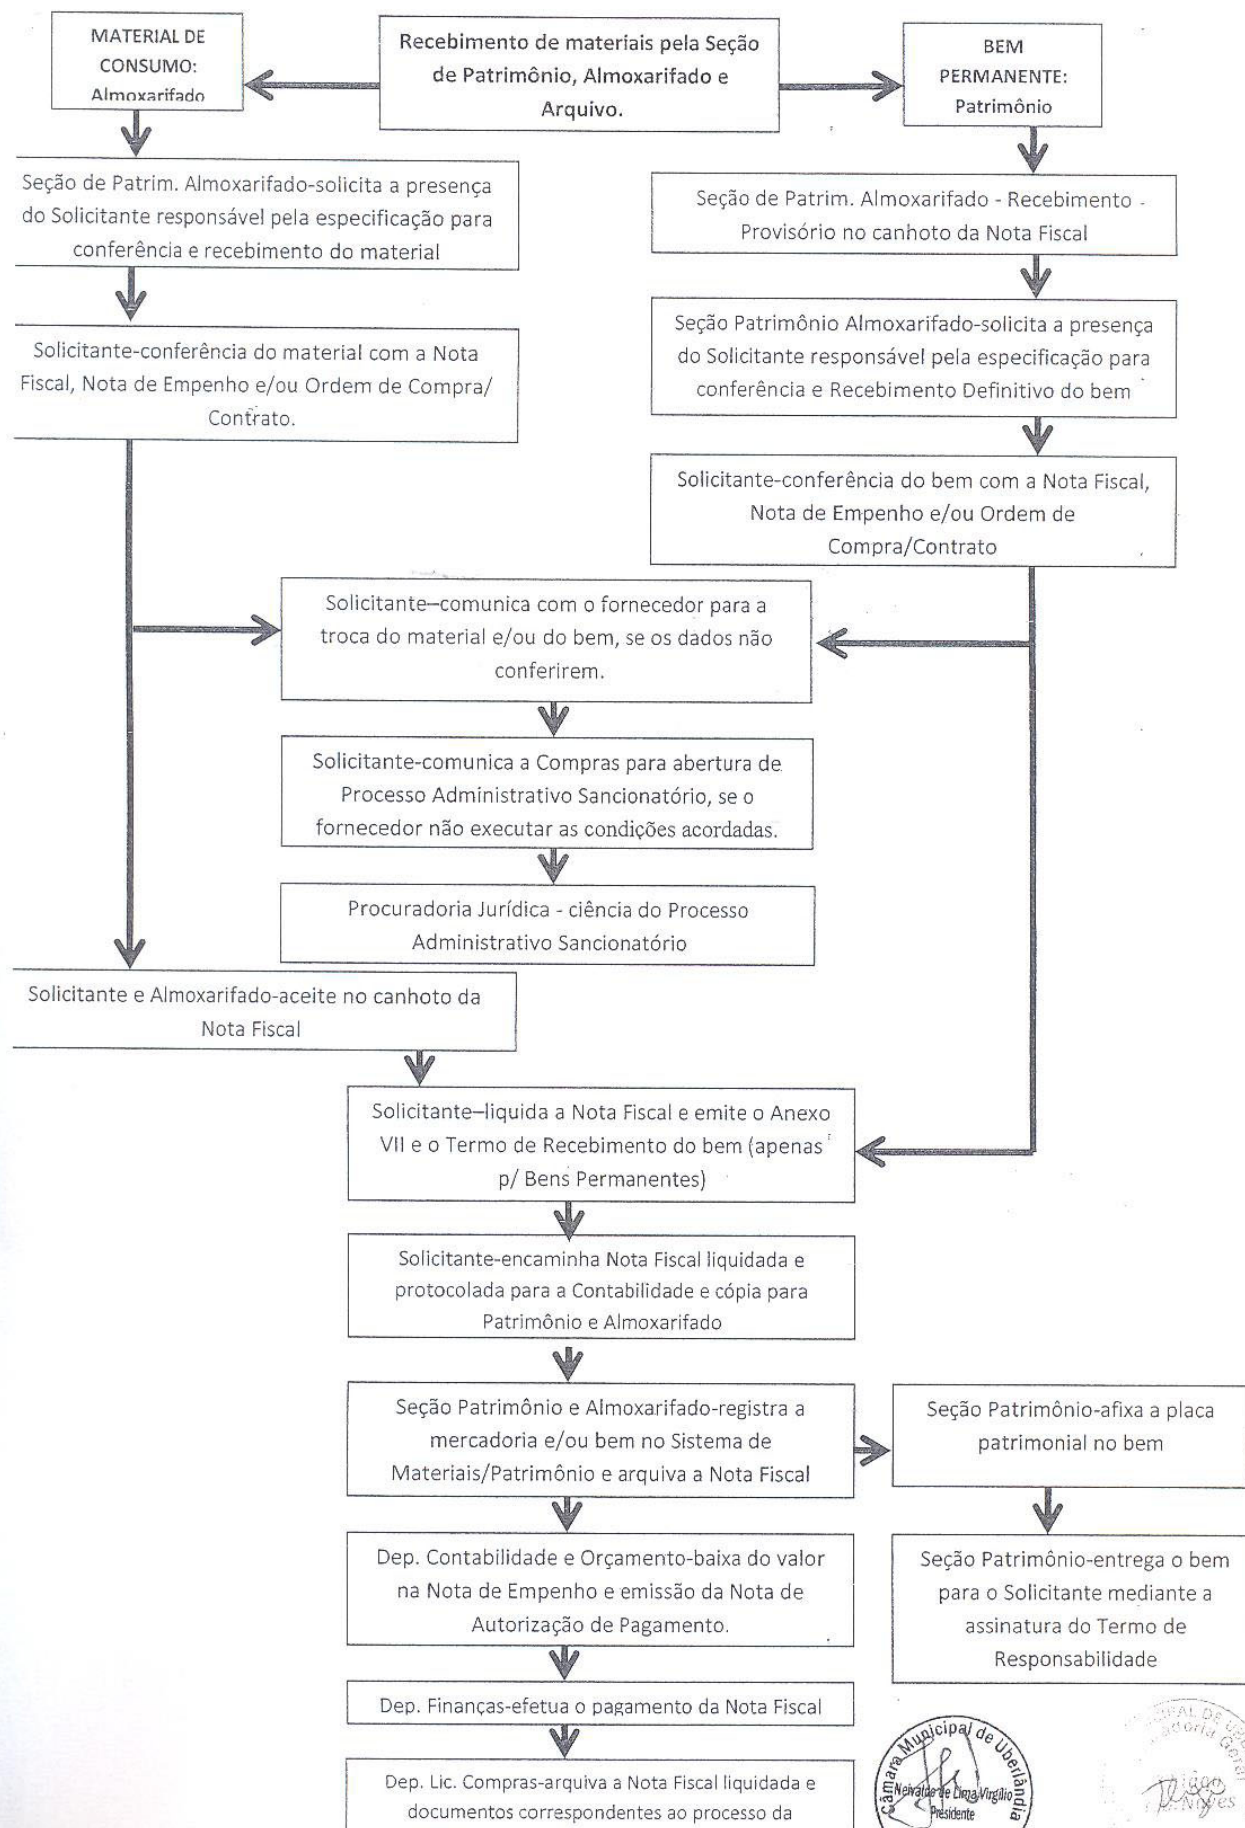 MATERIAL DE
CONSUMO:
Almoxarifado
Recebimento de materiais pela Seção
de Patrimônio, Almoxarifado e
Arquivo.
BEM
PERMANENTE:
Patrimônio
Seção de Patrim. Almoxarifado-solicita a presença
do Solicitante responsável pela especificação para
conferência e recebimento do material
Seção de Patrim. Almoxarifado - Recebimento -
Provisório no canhoto da Nota Fiscal
Solicitante-conferência do material com a Nota
Fiscal, Nota de Empenho e/ou Ordem de Compra/
Contrato.
Seção Patrimônio Almoxarifado-solicita a presença
do Solicitante responsável pela especificação para
conferência e Recebimento Definitivo do bem
Solicitante-conferência do bem com a Nota Fiscal,
Nota de Empenho e/ou Ordem de
Compra/Contrato
Solicitante–comunica com o fornecedor para a
troca do material e/ou do bem, se os dados não
conferirem.
Solicitante-comunica a Compras para abertura de
Processo Administrativo Sancionatório, se o
fornecedor não executar as condições acordadas.
Procuradoria Jurídica - ciência do Processo
Administrativo Sancionatório
Solicitante e Almoxarifado-aceite no canhoto da
Nota Fiscal
Solicitante–liquida a Nota Fiscal e emite o Anexo
VII e o Termo de Recebimento do bem (apenas
p/ Bens Permanentes)
Solicitante-encaminha Nota Fiscal liquidada e
protocolada para a Contabilidade e cópia para
Patrimônio e Almoxarifado
Seção Patrimônio e Almoxarifado-registra a
mercadoria e/ou bem no Sistema de
Materiais/Patrimônio e arquiva a Nota Fiscal
Seção Patrimônio-afixa a placa
patrimonial no bem
Dep. Contabilidade e Orçamento-baixa do valor
na Nota de Empenho e emissão da Nota de
Autorização de Pagamento.
Seção Patrimônio-entrega o bem
para o Solicitante mediante a
assinatura do Termo de
Responsabilidade
Dep. Finanças-efetua o pagamento da Nota Fiscal
Dep. Lic. Compras-arquiva a Nota Fiscal liquidada e
documentos correspondentes ao processo da
Câmara Municipal de Uberlândia
Neivaldo de Lima Virgilio
Presidente
Geral